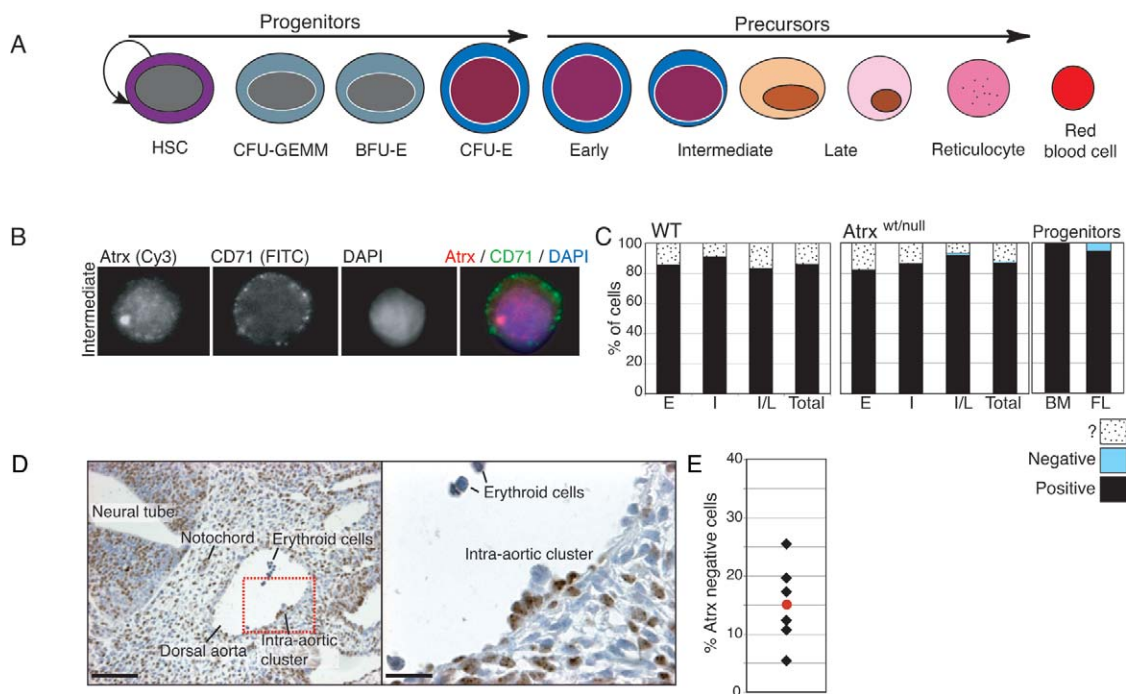 A
Progenitors
Precursors
HSC
CFU-GEMM
BFU-E
CFU-E
Early
Intermediate
Late
Reticulocyte
Red
blood cell
B
Atrx (Cy3)
CD71 (FITC)
DAPI
Atrx / CD71 / DAPI
Intermediate
C
WT
Atrx wt/null
Progenitors
% of cells
100
80
60
40
20
0
E
I
I/L
Total
E
I
I/L
Total
BM
FL
?
Negative
Positive
D
Neural tube
Notochord
Erythroid cells
Dorsal aorta
Intra-aortic
cluster
Erythroid cells
Intra-aortic cluster
E
% Atrx negative cells
40
30
20
10
0